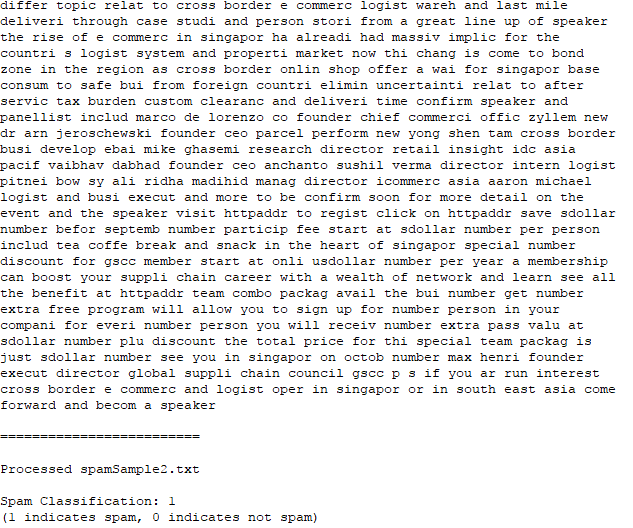 differ topic relat to cross border e commerc logist wareh and last mile
deliveri through case studi and person stori from a great line up of speaker
the rise of e commerc in singapor ha alreadi had massiv implic for the
countri s logist system and properti market now thi chang is come to bond
zone in the region as cross border onlin shop offer a wai for singapor base
consum to safe bui from foreign countri elimin uncertainti relat to after
servic tax burden custom clearanc and deliveri time confirm speaker and
panellist includ marco de lorenzo co founder chief commerci offic zyllem new
dr arn jeroschewski founder ceo parcel perform new yong shen tam cross border
busi develop ebai mike ghasemi research director retail insight idc asia
pacif vaibhav dabhad founder ceo anchanto sushil verma director intern logist
pitnei bow sy ali ridha madihid manag director icommerc asia aaron michael
logist and busi execut and more to be confirm soon for more detail on the
event and the speaker visit httpaddr to regist click on httpaddr save sdollar
number befor septemb number particip fee start at sdollar number per person
includ tea coffe break and snack in the heart of singapor special number
discount for gscc member start at onli usdollar number per year a membership
can boost your suppli chain career with a wealth of network and learn see all
the benefit at httpaddr team combo packag avail the bui number get number
extra free program will allow you to sign up for number person in your
compani for everi number person you will receiv number extra pass valu at
sdollar number plu discount the total price for thi special team packag is
just sdollar number see you in singapor on octob number max henri founder
execut director global suppli chain council gscc p s if you ar run interest
cross border e commerc and logist oper in singapor or in south east asia come
forward and becom a speaker
=========================
Processed spamSample2.txt
Spam Classification: 1
(1 indicates spam, 0 indicates not spam)